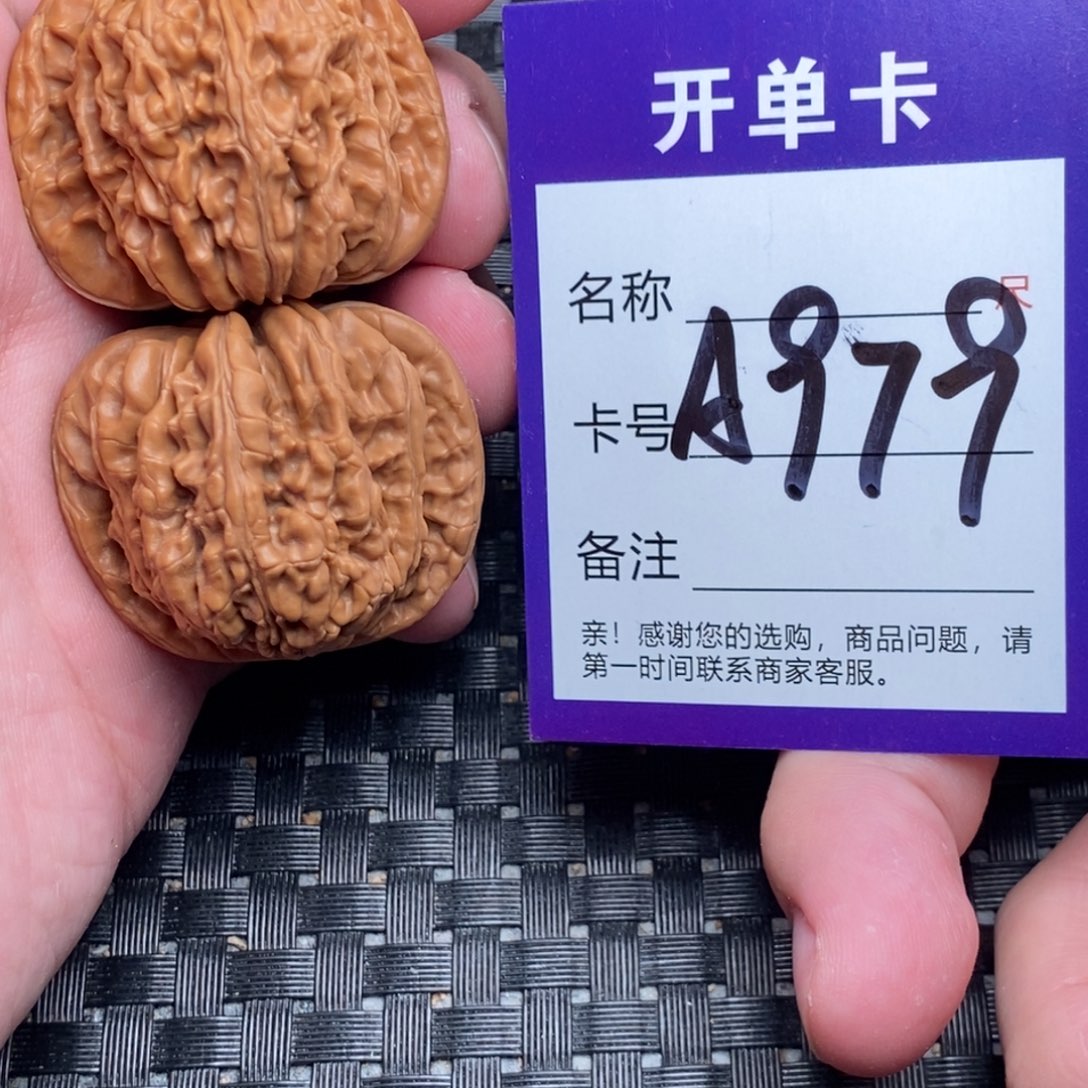 开单卡
名称
尺
A979
卡号
备注
亲！感谢您的选购，商品问题，请
第一时间联系商家客服。